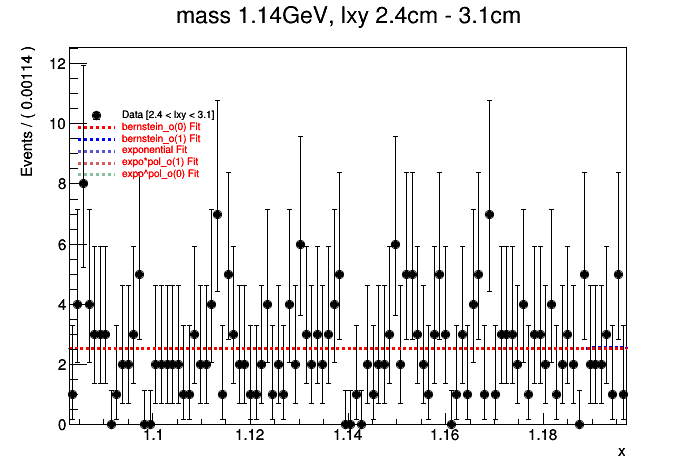 mass 1.14GeV, lxy 2.4cm - 3.1cm
Events / ( 0.00114 )
12
10
8
6
4
2
0
Data [2.4 < lxy < 3.1]
bernstein_o(0) Fit
bernstein_o(1) Fit
exponential Fit
expo*pol_o(1) Fit
expo^pol_o(0) Fit
1.1 1.12 1.14 1.16 1.18
x